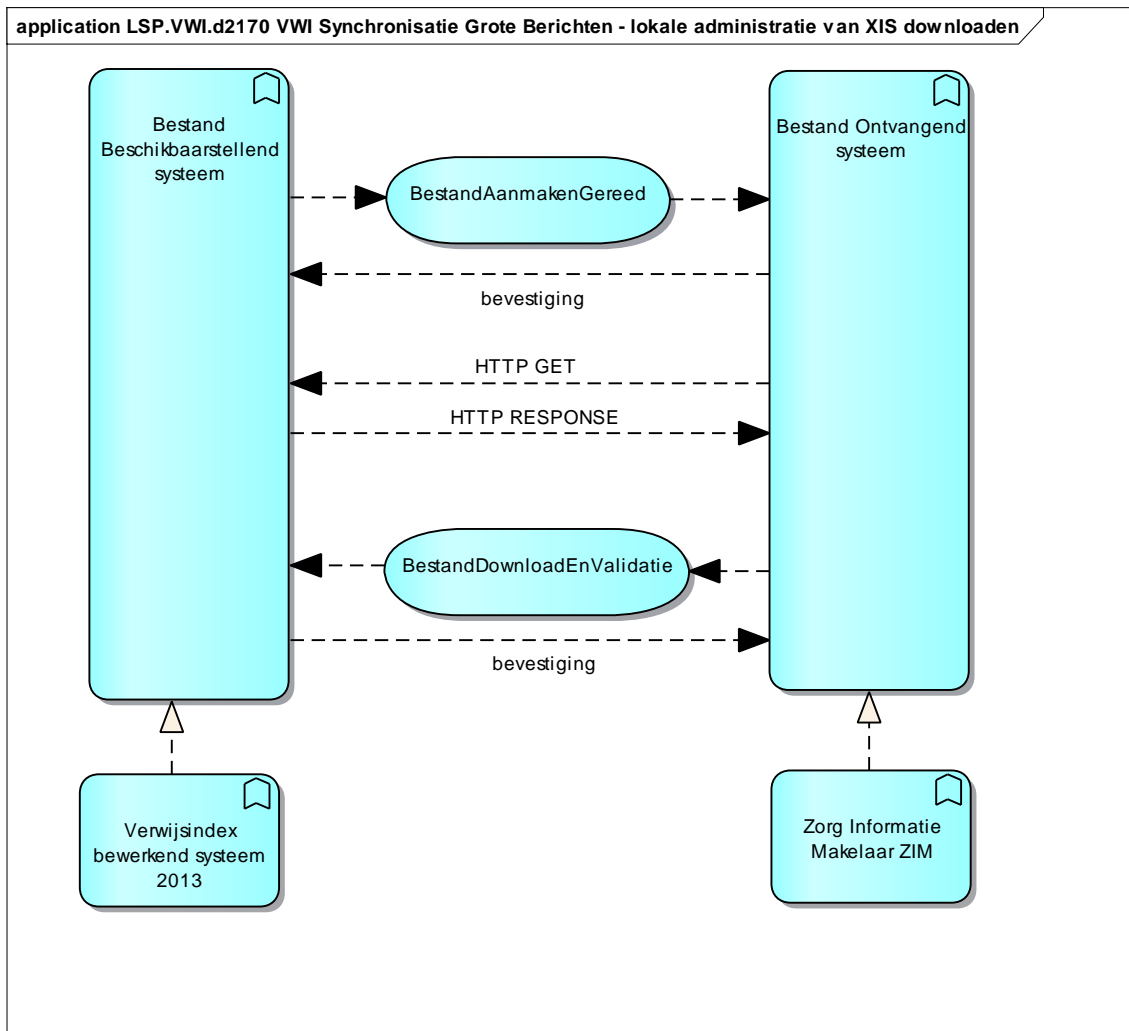 application LSP.VWI.d2170 VWI Synchronisatie Grote Berichten - lokale administratie van XIS downloaden
Bestand
Beschikbaarstellend
systeem
Bestand Ontvangend
systeem
BestandAanmakenGereed
bevestiging
HTTP GET
HTTP RESPONSE
BestandDownloadEnValidatie
bevestiging
Verwijsindex
bewerkend systeem
2013
Zorg Informatie
Makelaar ZIM